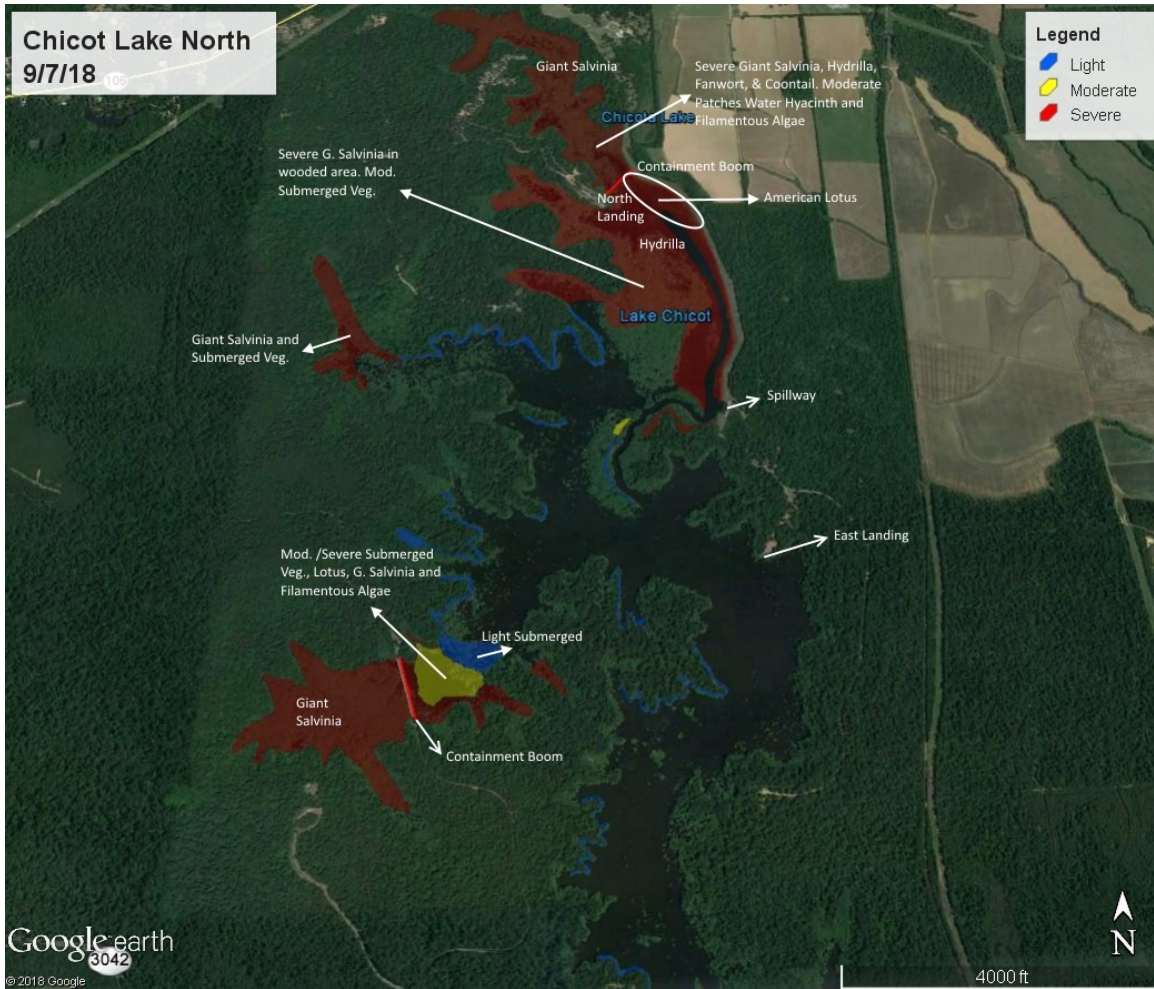 Chicot Lake North
9/7/18
106
Legend
Light
Moderate
Severe
Giant Salvinia
Severe Giant Salvinia, Hydrilla,
Fanwort, & Coontail. Moderate
Patches Water Hyacinth and
Filamentous Algae
Lake
Severe G. Salvinia in
wooded area. Mod.
Submerged Veg.
Containment Boom
North
Landing
American Lotus
Hydrilla
Lake Chicot
Giant Salvinia and
Submerged Veg.
Spillway
East Landing
Mod. /Severe Submerged
Veg., Lotus, G. Salvinia and
Filamentous Algae
Light Submerged
Giant
Salvinia
Containment Boom
Google earth
3042
© 2018 Google
N
4000 ft